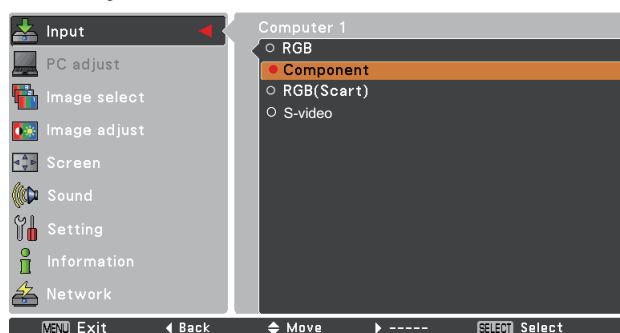 Input
PC adjust
Image select
Image adjust
Screen
Sound
Setting
Information
Network
Computer 1
RGB
Component
RGB(Scart)
S-video
MENU Exit Back Move ----- SELECT Select